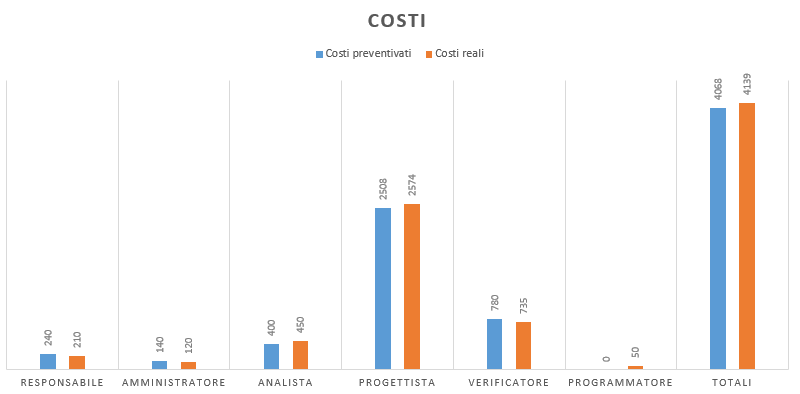 COSTI
Costi preventivati Costi reali
240 210 140 120 400 450 2508 2574 780 735 0 50 4068 4139
RESPONSABILE AMMINISTRATORE ANALISTA PROGETTISTA VERIFICATORE PROGRAMMATORE TOTALI